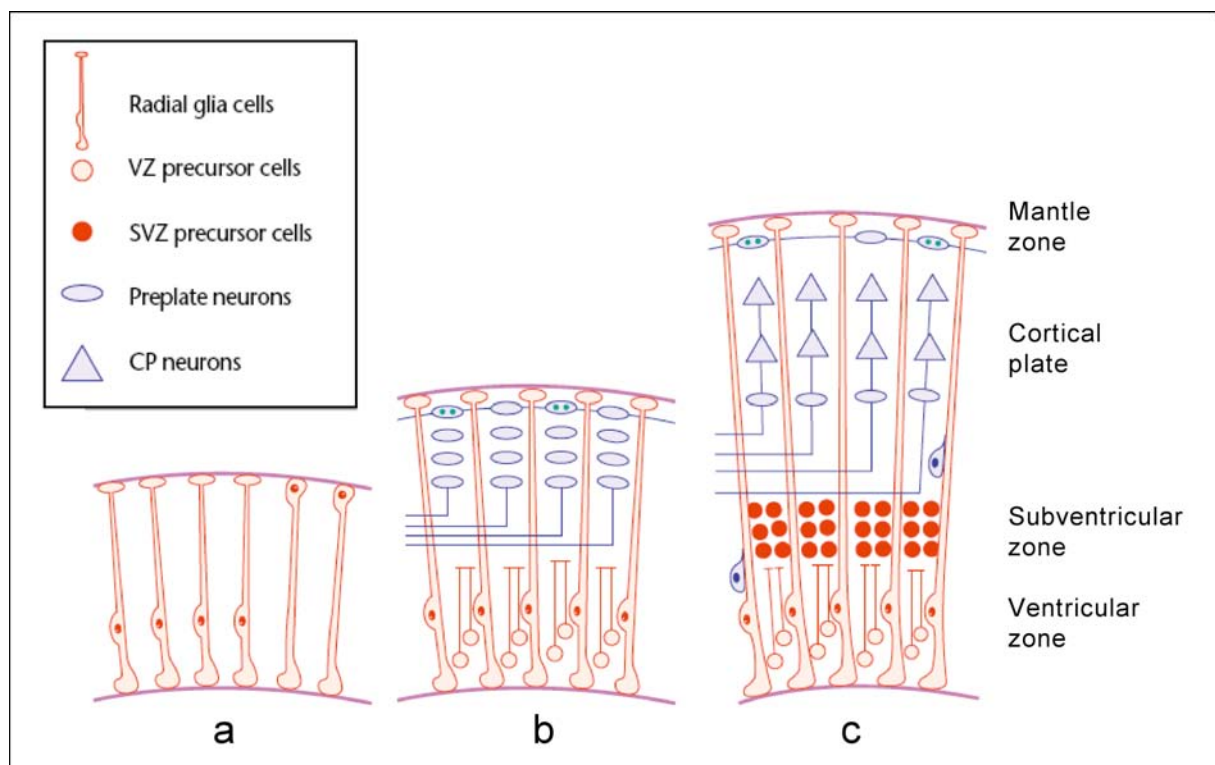 Radial glia cells
VZ precursor cells
SVZ precursor cells
Preplate neurons
CP neurons
Mantle
zone
Cortical
plate
Subventricular
zone
Ventricular
zone
a
b
c